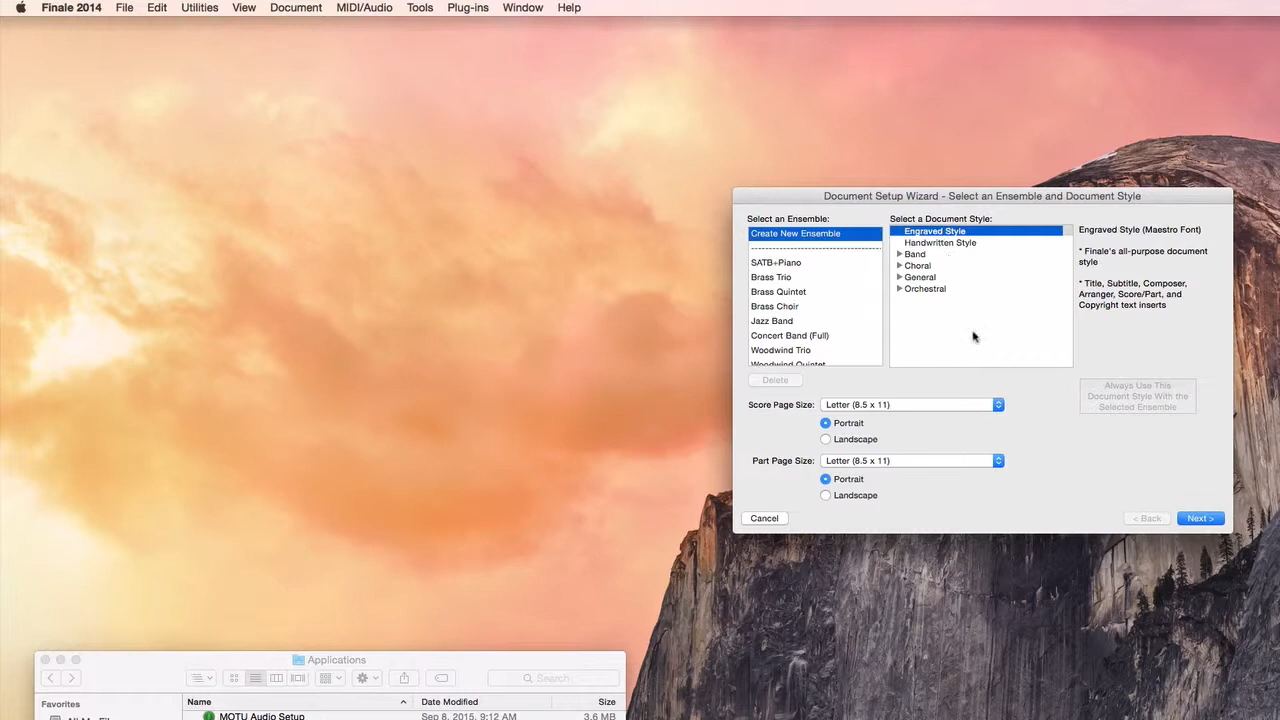 Finale 2014 File Edit Utilities View Document MIDI/Audio Tools Plug-ins Window Help
Document Setup Wizard - Select an Ensemble and Document Style
Select an Ensemble:
Create New Ensemble
SATB+Piano
Brass Trio
Brass Quintet
Brass Choir
Jazz Band
Concert Band (Full)
Woodwind Trio
Woodwind Quintet
Delete
Select a Document Style:
Engraved Style
Handwritten Style
Band
Choral
General
Orchestral
Engraved Style (Maestro Font)
* Finale's all-purpose document
style
* Title, Subtitle, Composer,
Arranger, Score/Part, and
Copyright text inserts
Always Use This
Document Style With the
Selected Ensemble
Score Page Size: Letter (8.5 x 11)
Portrait
Landscape
Part Page Size: Letter (8.5 x 11)
Portrait
Landscape
Cancel < Back Next >
Applications
Search
Favorites
Name Date Modified Size
MOTU Audio Setup Sep 8, 2015, 9:12 AM 3.6 MB